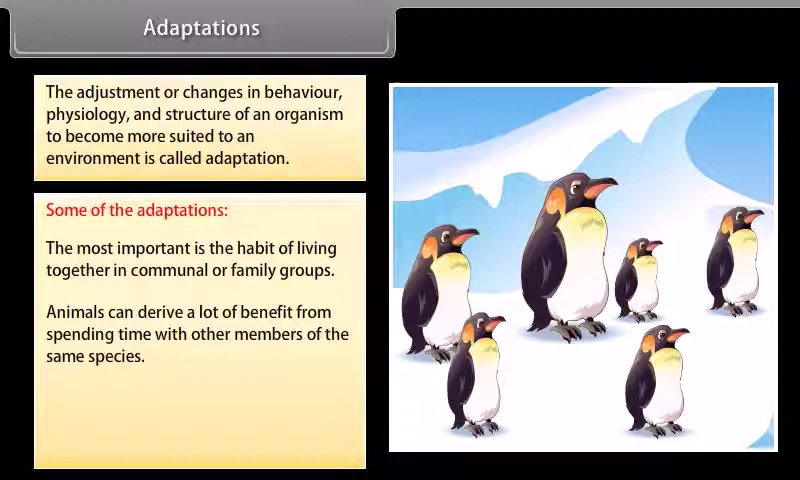 Adaptations
The adjustment or changes in behaviour,
physiology, and structure of an organism
to become more suited to an
environment is called adaptation.
Some of the adaptations:
The most important is the habit of living
together in communal or family groups.
Animals can derive a lot of benefit from
spending time with other members of the
same species.